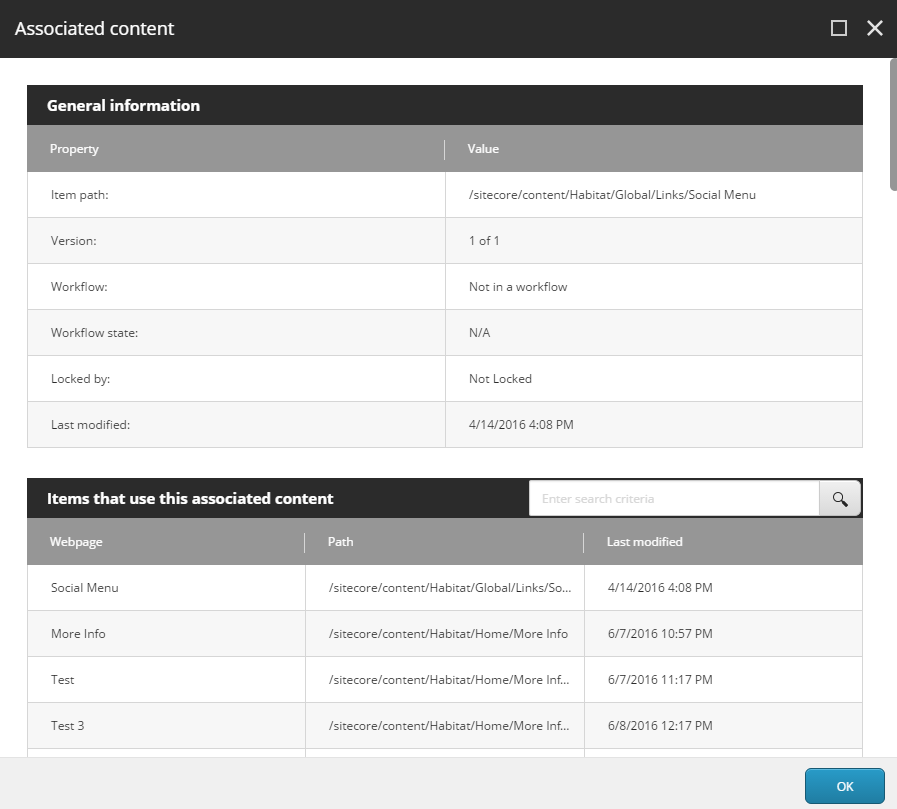 Associated content
General information
Property Value
Item path: /sitecore/content/Habitat/Global/Links/Social Menu
Version: 1 of 1
Workflow: Not in a workflow
Workflow state: N/A
Locked by: Not Locked
Last modified: 4/14/2016 4:08 PM
Items that use this associated content Enter search criteria
Webpage Path Last modified
Social Menu /sitecore/content/Habitat/Global/Links/So... 4/14/2016 4:08 PM
More Info /sitecore/content/Habitat/Home/More Info 6/7/2016 10:57 PM
Test /sitecore/content/Habitat/Home/More Inf... 6/7/2016 11:17 PM
Test 3 /sitecore/content/Habitat/Home/More Inf... 6/8/2016 12:17 PM
OK